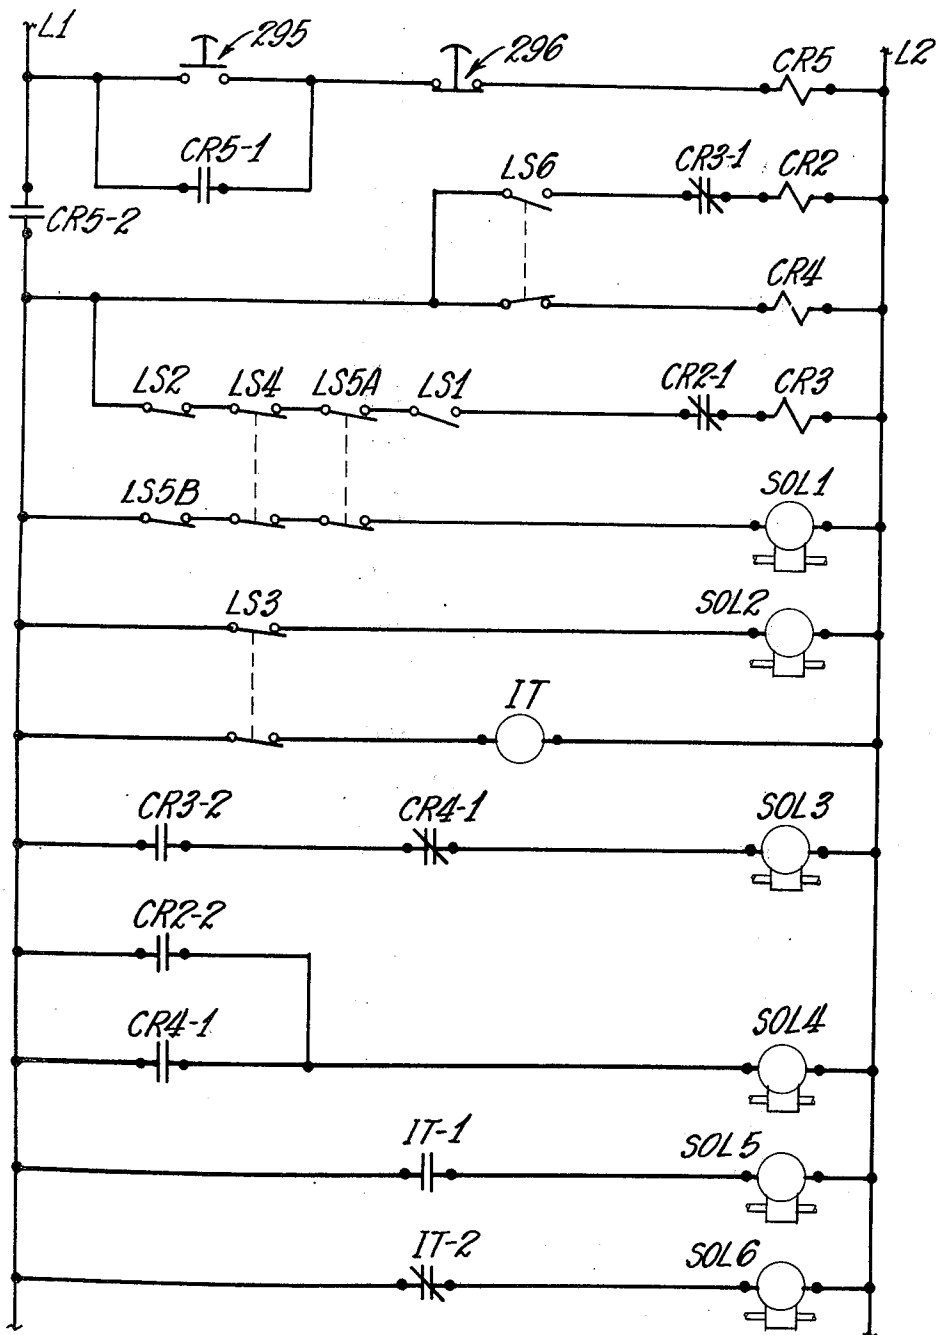 L1
295
296
CR5
L2
CR5-1
LS6
CR3-1
CR2
CR5-2
CR4
LS2
LS4
LS5A
LS1
CR2-1
CR3
LS5B
SOL1
LS3
SOL2
IT
CR3-2
CR4-1
SOL3
CR2-2
CR4-1
SOL4
IT-1
SOL5
IT-2
SOL6